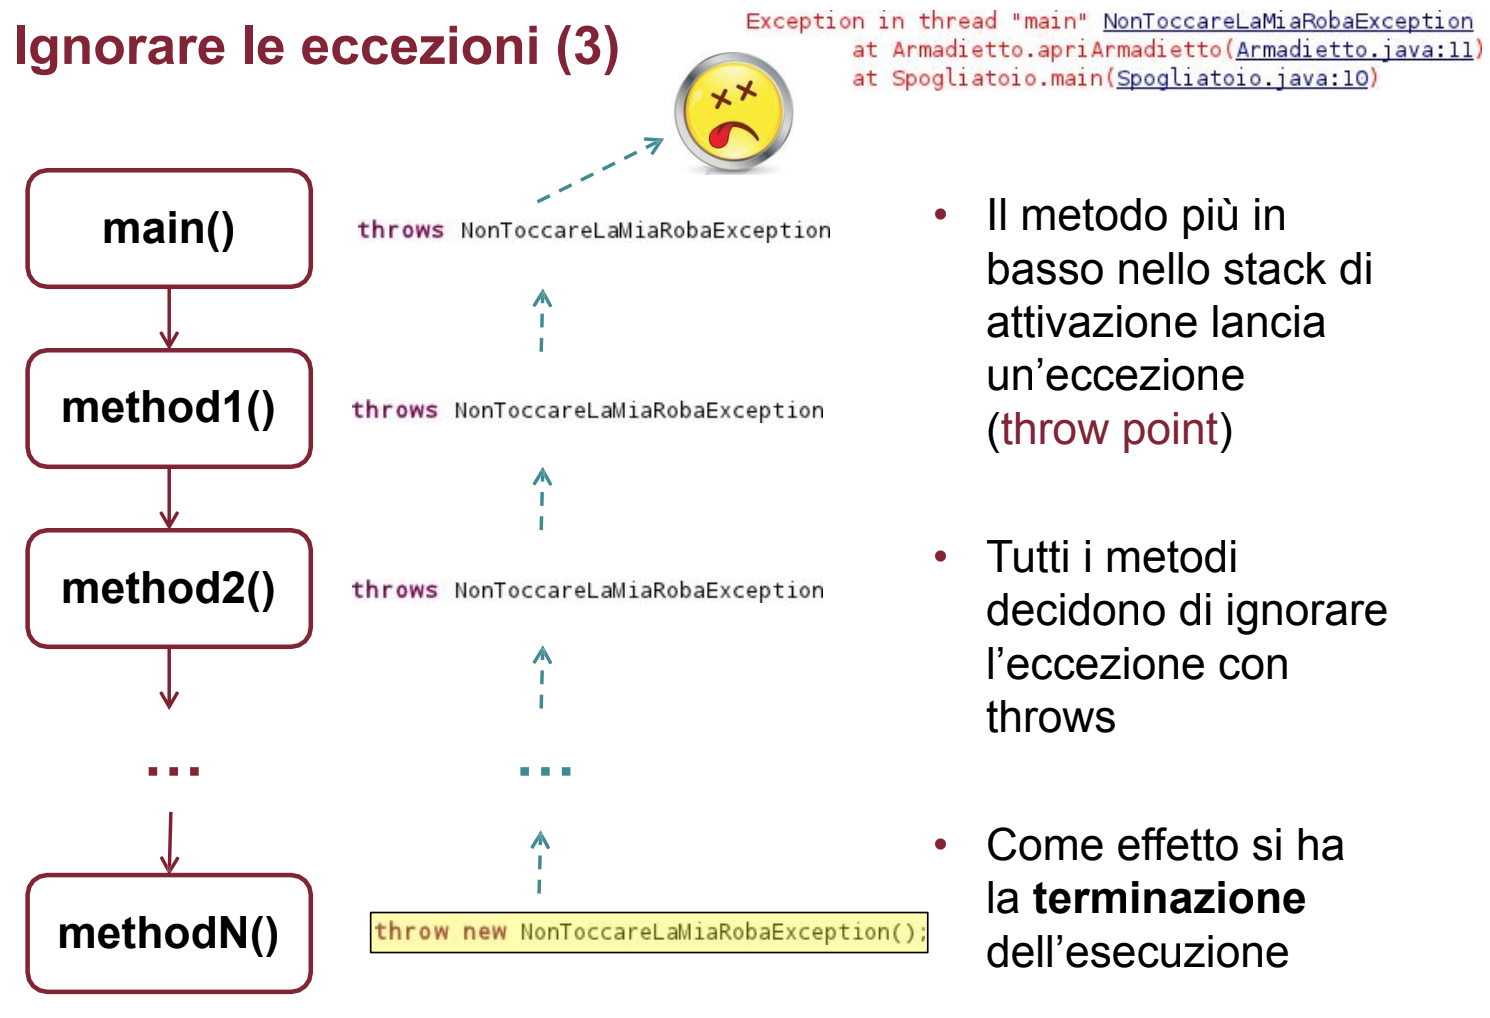 Ignorare le eccezioni (3)
Exception in thread "main" NonToccareLaMiaRobaException
at Armadietto.apriArmadietto(Armadietto.java:11)
at Spogliatoio.main(Spogliatoio.java:10)
main()
throws NonToccareLaMiaRobaException
method1()
throws NonToccareLaMiaRobaException
method2()
throws NonToccareLaMiaRobaException
...
...
methodN()
throw new NonToccareLaMiaRobaException();
• Il metodo più in
basso nello stack di
attivazione lancia
un’eccezione
(throw point)
• Tutti i metodi
decidono di ignorare
l’eccezione con
throws
• Come effetto si ha
la terminazione
dell’esecuzione